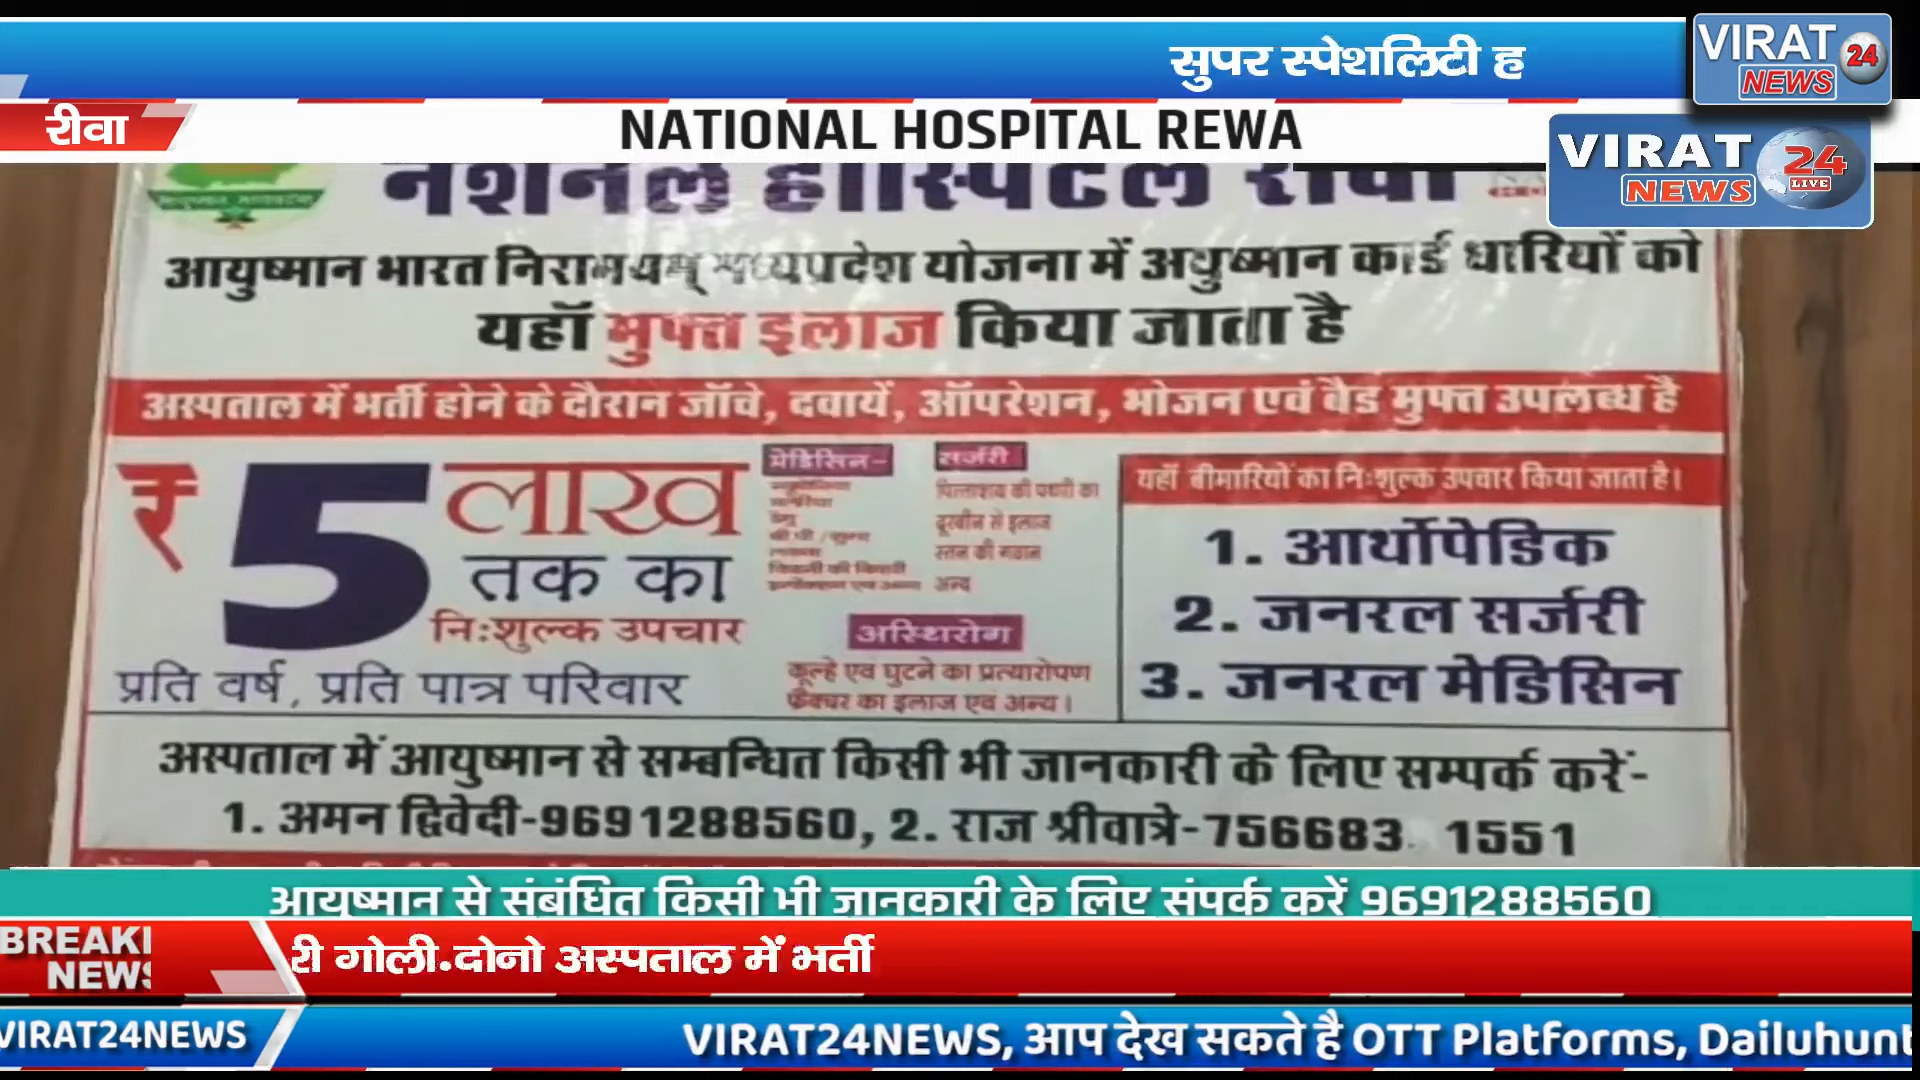 सुपर स्पेशलिटी ह
VIRAT 24
NEWS
रीवा
NATIONAL HOSPITAL REWA
VIRAT 24
NEWS LIVE
नेशनल हॉस्पिटल रीवा
आयुष्मान भारत निरामयम् मध्यप्रदेश योजना में आयुष्मान कार्ड धारियों को
यहॉ मुफ्त इलाज किया जाता है
अस्पताल में भर्ती होने के दौरान जॉचे, दवायें, ऑपरेशन, भोजन एवं बैड मुफ्त उपलब्ध है
₹ 5 लाख
तक का
निःशुल्क उपचार
प्रति वर्ष, प्रति पात्र परिवार
मेडिसिन-
सर्जरी
पित्ताशय की पथरी का
दूरबीन से इलाज
अन्य
अस्थिरोग
कूल्हे एवं घुटने का प्रत्यारोपण
फ्रैक्चर का इलाज एवं अन्य।
यहॉ बीमारियों का निःशुल्क उपचार किया जाता है।
1. आर्थोपेडिक
2. जनरल सर्जरी
3. जनरल मेडिसिन
अस्पताल में आयुष्मान से सम्बन्धित किसी भी जानकारी के लिए सम्पर्क करें-
1. अमन द्विवेदी-9691288560, 2. राज श्रीवात्रे-756683 1551
आयुष्मान से संबंधित किसी भी जानकारी के लिए संपर्क करें 9691288560
BREAKI
NEWS
री गोली.दोनो अस्पताल में भर्ती
VIRAT24NEWS
VIRAT24NEWS, आप देख सकते है OTT Platforms, Dailuhunt